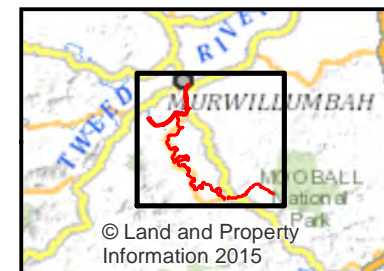 TWEED RIVER
MURWILLUMBAH
MOOBALL
National
Park
© Land and Property
Information 2015